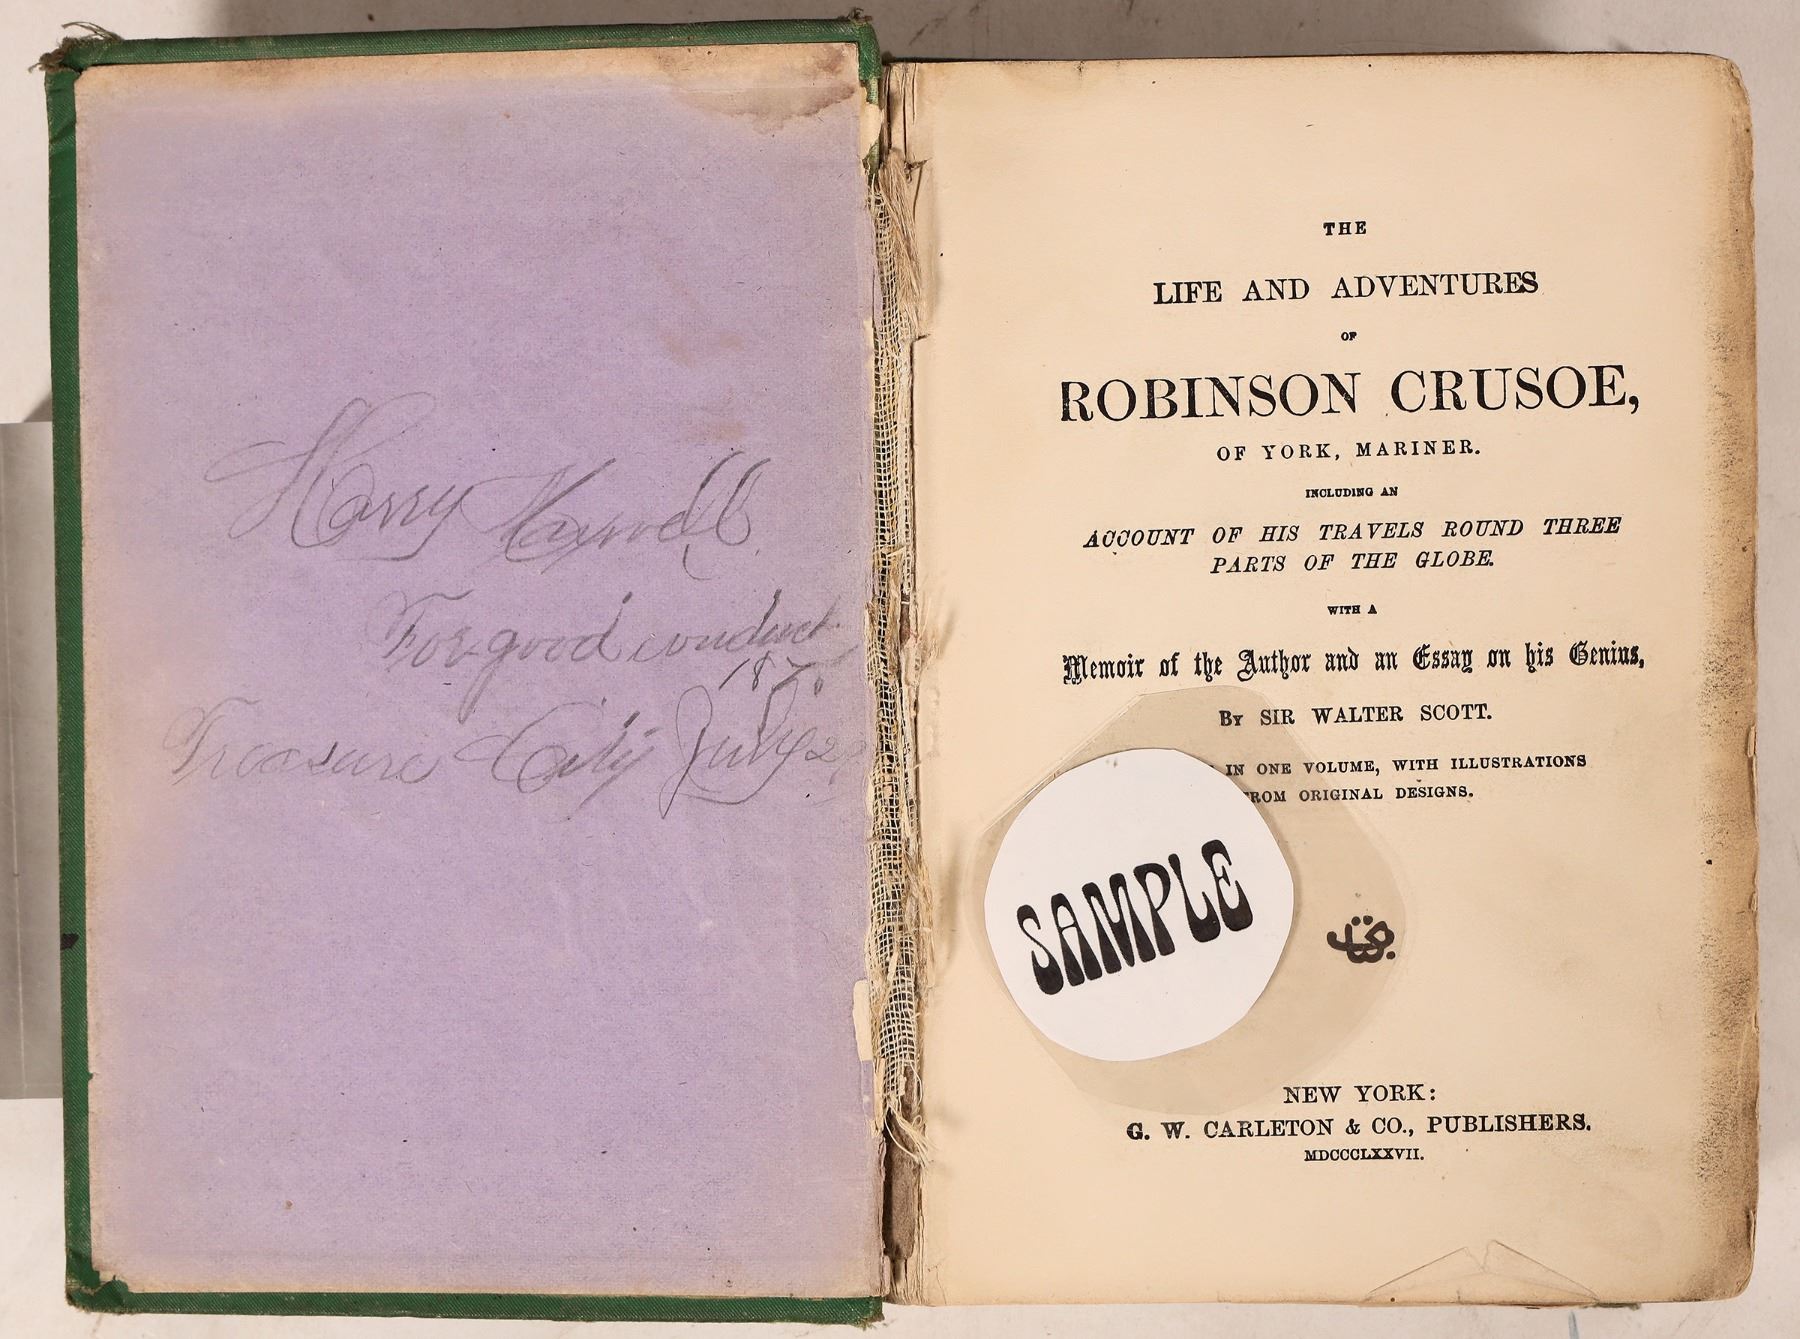 Harry Maxwell
For good conduct
187
Treasure City July 2
THE
LIFE AND ADVENTURES
OF
ROBINSON CRUSOE,
OF YORK, MARINER.
INCLUDING AN
ACCOUNT OF HIS TRAVELS ROUND THREE
PARTS OF THE GLOBE.
WITH A
Memoir of the Author and an Essay on his Genius,
By SIR WALTER SCOTT.
IN ONE VOLUME, WITH ILLUSTRATIONS
FROM ORIGINAL DESIGNS.
SAMPLE
NEW YORK:
G. W. CARLETON & CO., PUBLISHERS.
MDCCCLXXVII.